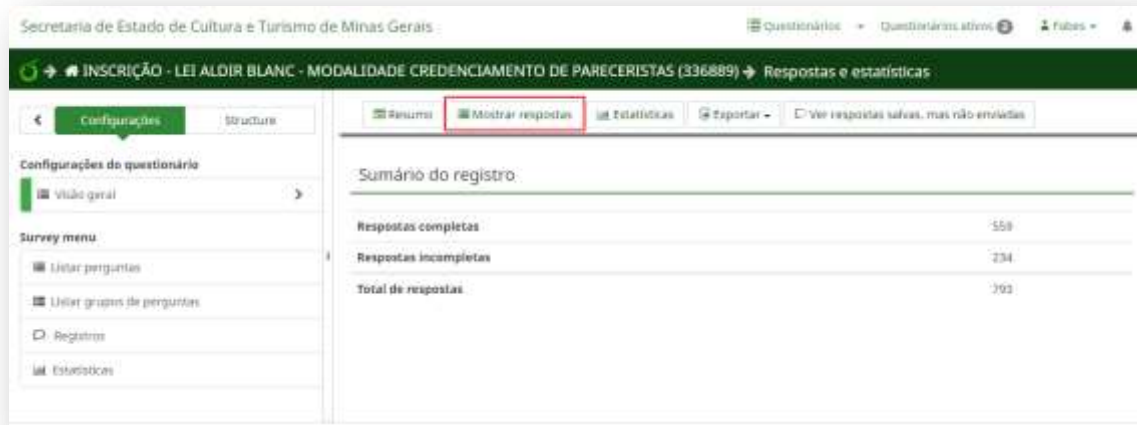 Secretaria de Estado de Cultura e Turismo de Minas Gerais
Questionários
Questionários ativos 2
Fabes
INSCRIÇÃO - LEI ALDIR BLANC - MODALIDADE CREDENCIAMENTO DE PARECERISTAS (336889) Respostas e estatísticas
Configurações
Structure
Resumo
Mostrar respostas
Estatísticas
Exportar
Ver respostas salvas, mas não enviadas
Configurações do questionário
Visão geral
Survey menu
Listar perguntas
Listar grupos de perguntas
Registros
Estatísticas
Sumário do registro
Respostas completas 559
Respostas incompletas 234
Total de respostas 793